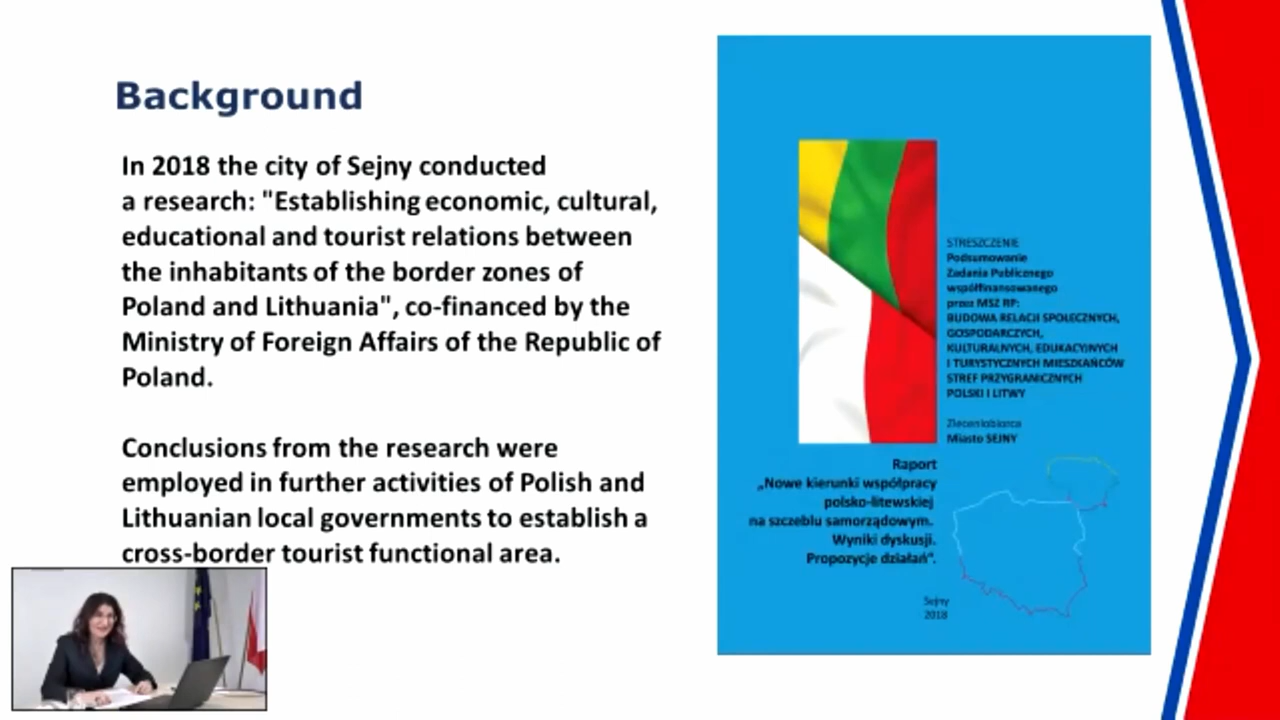 Background
In 2018 the city of Sejny conducted
a research: "Establishing economic, cultural,
educational and tourist relations between
the inhabitants of the border zones of
Poland and Lithuania", co-financed by the
Ministry of Foreign Affairs of the Republic of
Poland.
Conclusions from the research were
employed in further activities of Polish and
Lithuanian local governments to establish a
cross-border tourist functional area.
STRESZCZENIE
Podsumowanie
Zadania Publicznego
współfinansowanego
przez MSZ RP:
BUDOWA RELACJI SPOŁECZNYCH,
GOSPODARCZYCH,
KULTURALNYCH, EDUKACYJNYCH
I TURYSTYCZNYCH MIESZKAŃCÓW
STREF PRZYGRANICZNYCH
POLSKI I LITWY
Zleceniobiorca
Miasto SEJNY
Raport
„Nowe kierunki współpracy
polsko-litewskiej
na szczeblu samorządowym.
Wyniki dyskusji.
Propozycje działań".
Sejny
2018